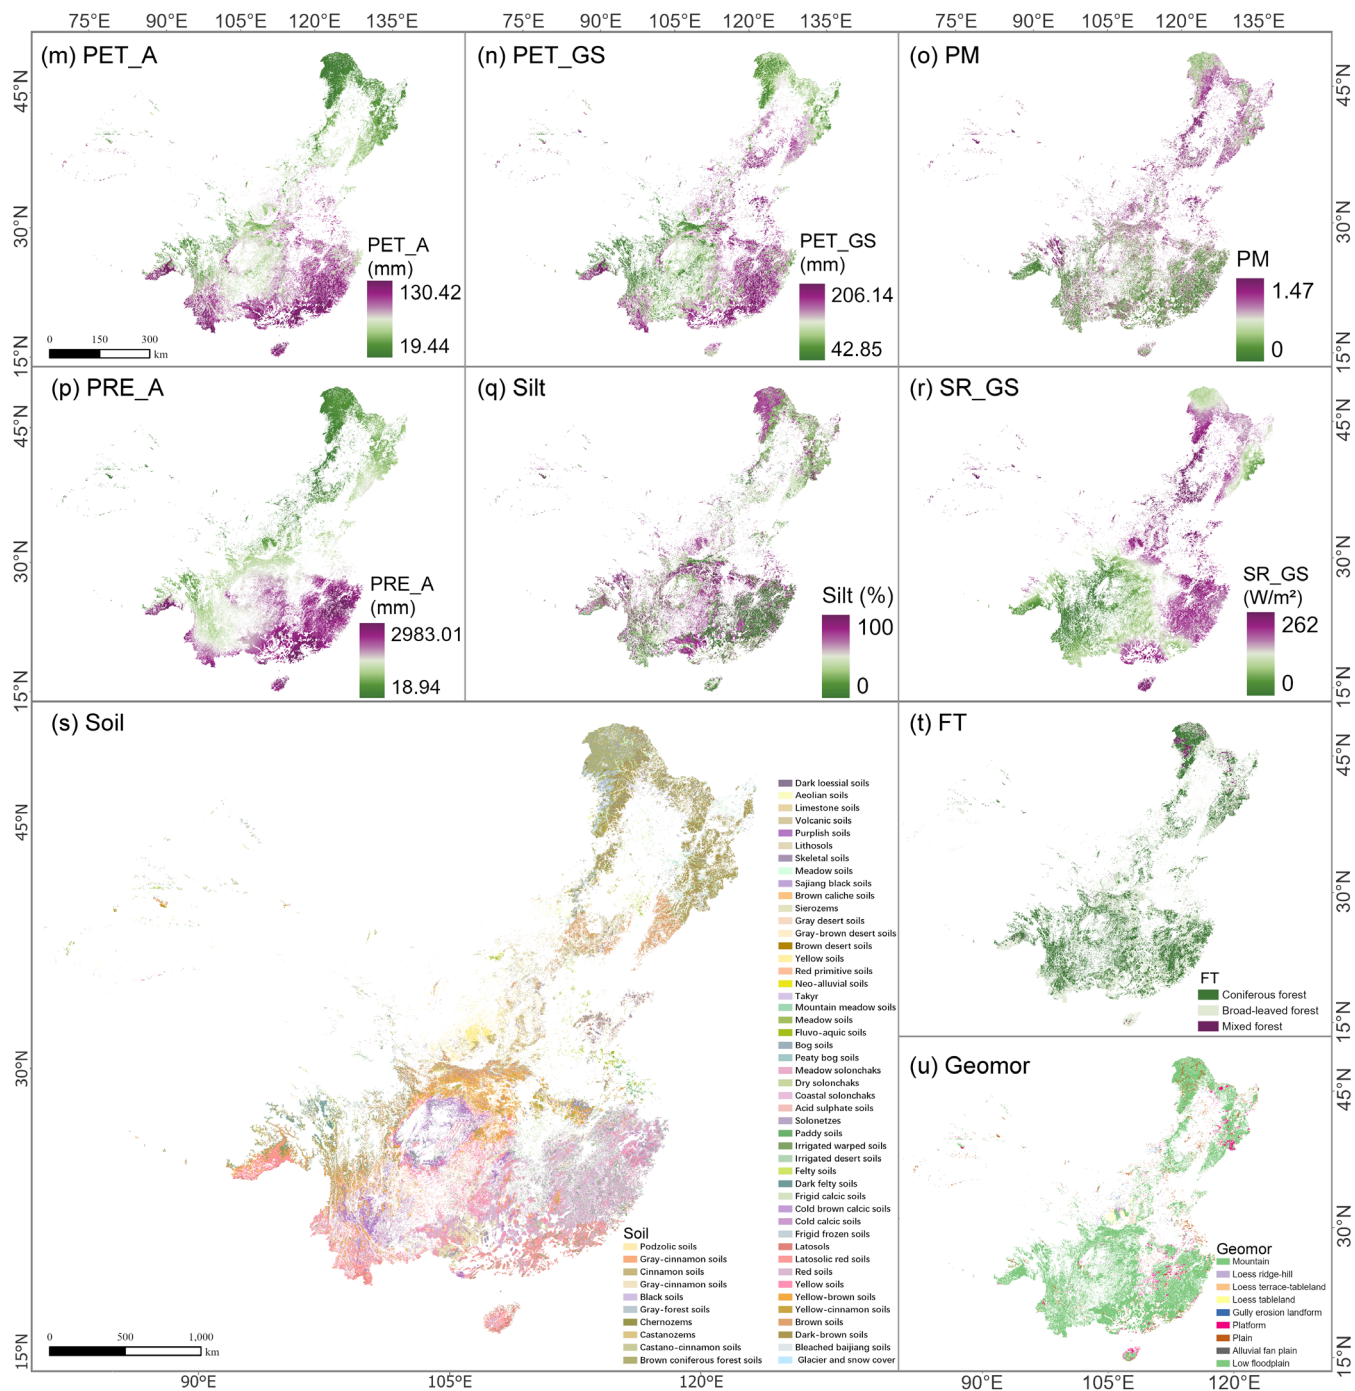 75°E 90°E 105°E 120°E 135°E 75°E 90°E 105°E 120°E 135°E 75°E 90°E 105°E 120°E 135°E
(m) PET_A
PET_A
(mm)
130.42
19.44
0 150 300
km
45°N
30°N
15°N
(n) PET_GS
PET_GS
(mm)
206.14
42.85
(o) PM
PM
1.47
0
45°N
30°N
15°N
(p) PRE_A
PRE_A
(mm)
2983.01
18.94
45°N
30°N
15°N
(q) Silt
Silt (%)
100
0
(r) SR_GS
SR_GS
(W/m²)
262
0
45°N
30°N
15°N
(s) Soil
45°N
30°N
15°N
Soil
Podzolic soils
Gray-cinnamon soils
Cinnamon soils
Gray-cinnamon soils
Black soils
Gray-forest soils
Chernozems
Castanozems
Castano-cinnamon soils
Brown coniferous forest soils
Dark loessial soils
Aeolian soils
Limestone soils
Volcanic soils
Purplish soils
Lithosols
Skeletal soils
Meadow soils
Sajiang black soils
Brown caliche soils
Sierozems
Gray desert soils
Gray-brown desert soils
Brown desert soils
Yellow soils
Red primitive soils
Neo-alluvial soils
Takyr
Mountain meadow soils
Meadow soils
Fluvo-aquic soils
Bog soils
Peaty bog soils
Meadow solonchaks
Dry solonchaks
Coastal solonchaks
Acid sulphate soils
Solonetzes
Paddy soils
Irrigated warped soils
Irrigated desert soils
Felty soils
Dark felty soils
Frigid calcic soils
Cold brown calcic soils
Cold calcic soils
Frigid frozen soils
Latosols
Latosolic red soils
Red soils
Yellow soils
Yellow-brown soils
Yellow-cinnamon soils
Brown soils
Dark-brown soils
Bleached baijiang soils
Glacier and snow cover
0 500 1,000
km
90°E 105°E 120°E
(t) FT
FT
Coniferous forest
Broad-leaved forest
Mixed forest
45°N
30°N
15°N
(u) Geomor
Geomor
Mountain
Loess ridge-hill
Loess terrace-tableland
Loess tableland
Gully erosion landform
Platform
Plain
Alluvial fan plain
Low floodplain
45°N
30°N
15°N
90°E 105°E 120°E